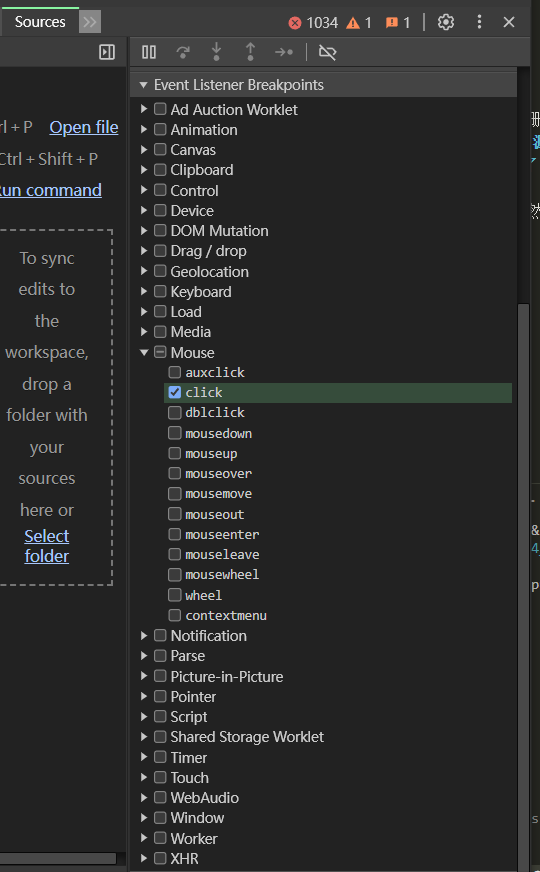 Sources
1034 1 1
Event Listener Breakpoints
Ad Auction Worklet
rl + P Open file
Animation
Canvas
Ctrl + Shift + P
Clipboard
un command
Control
Device
DOM Mutation
Drag / drop
Geolocation
Keyboard
Load
Media
Mouse
To sync
edits to
the
workspace,
drop a
folder with
your
sources
here or
Select
folder
auxclick
click
dblclick
mousedown
mouseup
mouseover
mousemove
mouseout
mouseenter
mouseleave
mousewheel
wheel
contextmenu
Notification
Parse
Picture-in-Picture
Pointer
Script
Shared Storage Worklet
Timer
Touch
WebAudio
Window
Worker
XHR
&
4
p
s